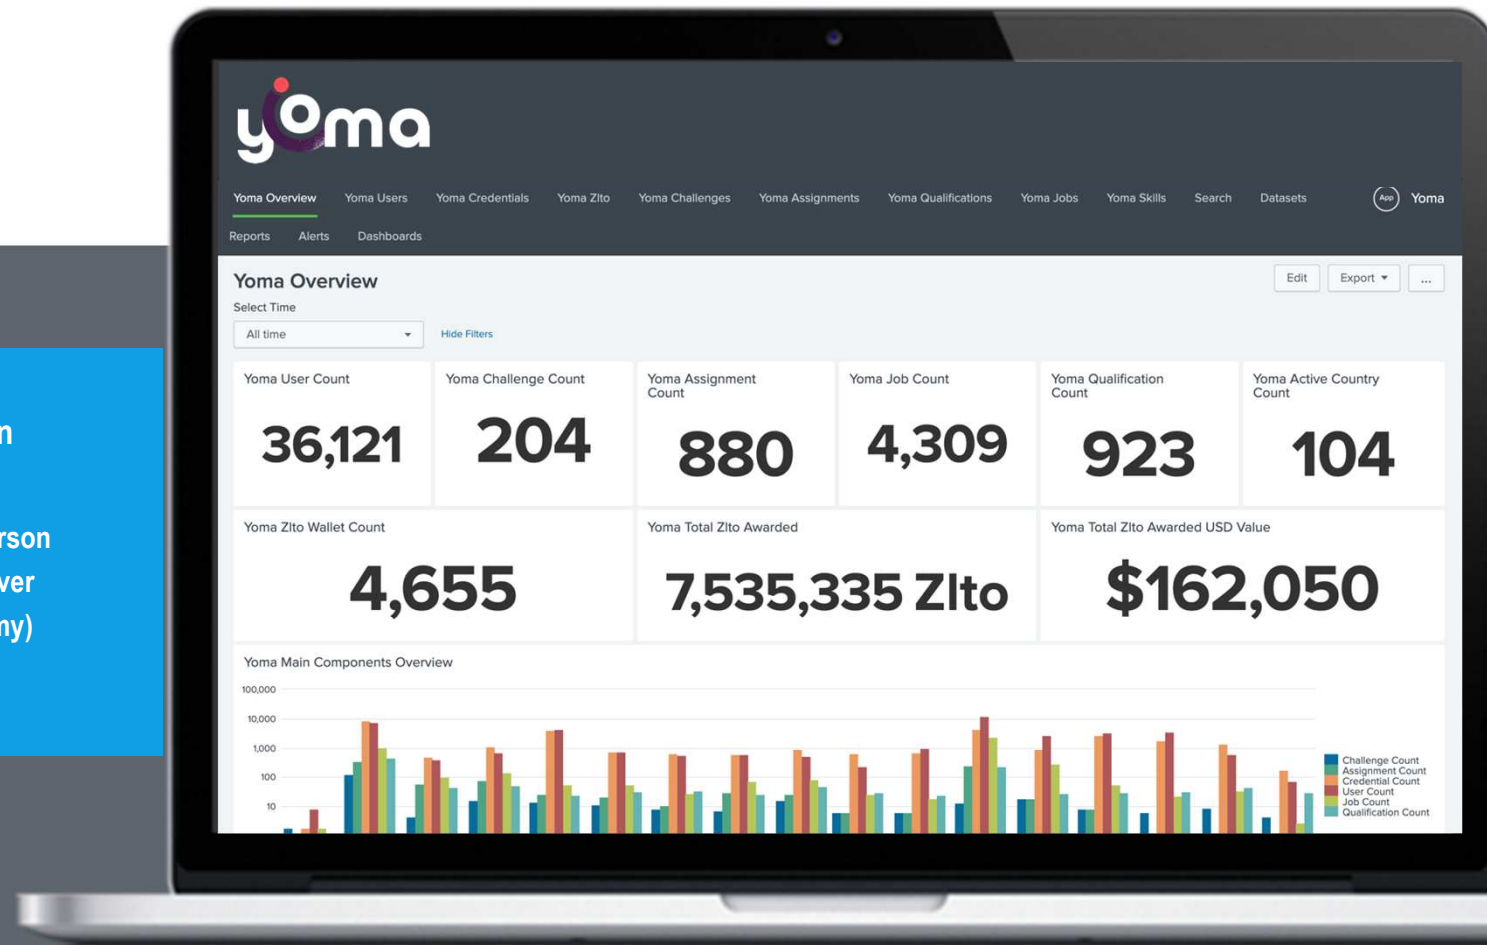 yoma
Yoma Overview Yoma Users Yoma Credentials Yoma Zlto Yoma Challenges Yoma Assignments Yoma Qualifications Yoma Jobs Yoma Skills Search Datasets App Yoma
Reports Alerts Dashboards
Yoma Overview
Edit Export ...
Select Time
All time Hide Filters
Yoma User Count
36,121
Yoma Challenge Count
204
Yoma Assignment
Count
880
Yoma Job Count
4,309
Yoma Qualification
Count
923
Yoma Active Country
Count
104
Yoma Zlto Wallet Count
4,655
Yoma Total Zlto Awarded
7,535,335 Zlto
Yoma Total Zlto Awarded USD Value
$162,050
Yoma Main Components Overview
100,000
10,000
1,000
100
10
Challenge Count
Assignment Count
Credential Count
User Count
Job Count
Qualification Count